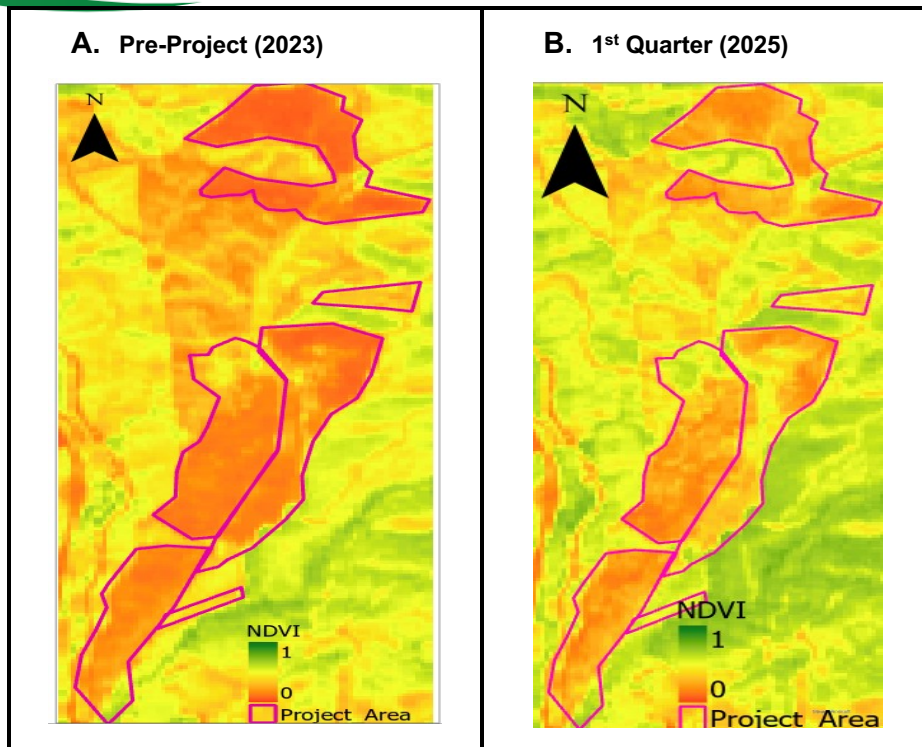 A. Pre-Project (2023)
B. 1st Quarter (2025)
N
NDVI
1
0
Project Area
N
NDVI
1
0
Project Area